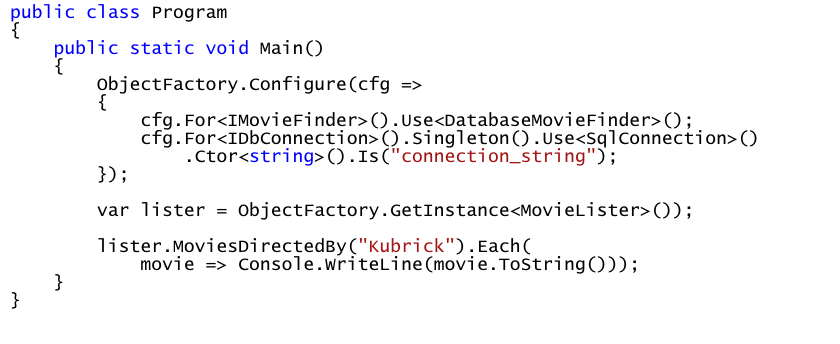 public class Program
{
    public static void Main()
    {
        ObjectFactory.Configure(cfg =>
        {
            cfg.For<IMovieFinder>().Use<DatabaseMovieFinder>();
            cfg.For<IDbConnection>().Singleton().Use<SqlConnection>()
                .Ctor<string>().Is("connection_string");
        });

        var lister = ObjectFactory.GetInstance<MovieLister>());

        lister.MoviesDirectedBy("Kubrick").Each(
            movie => Console.WriteLine(movie.ToString()));
    }
}